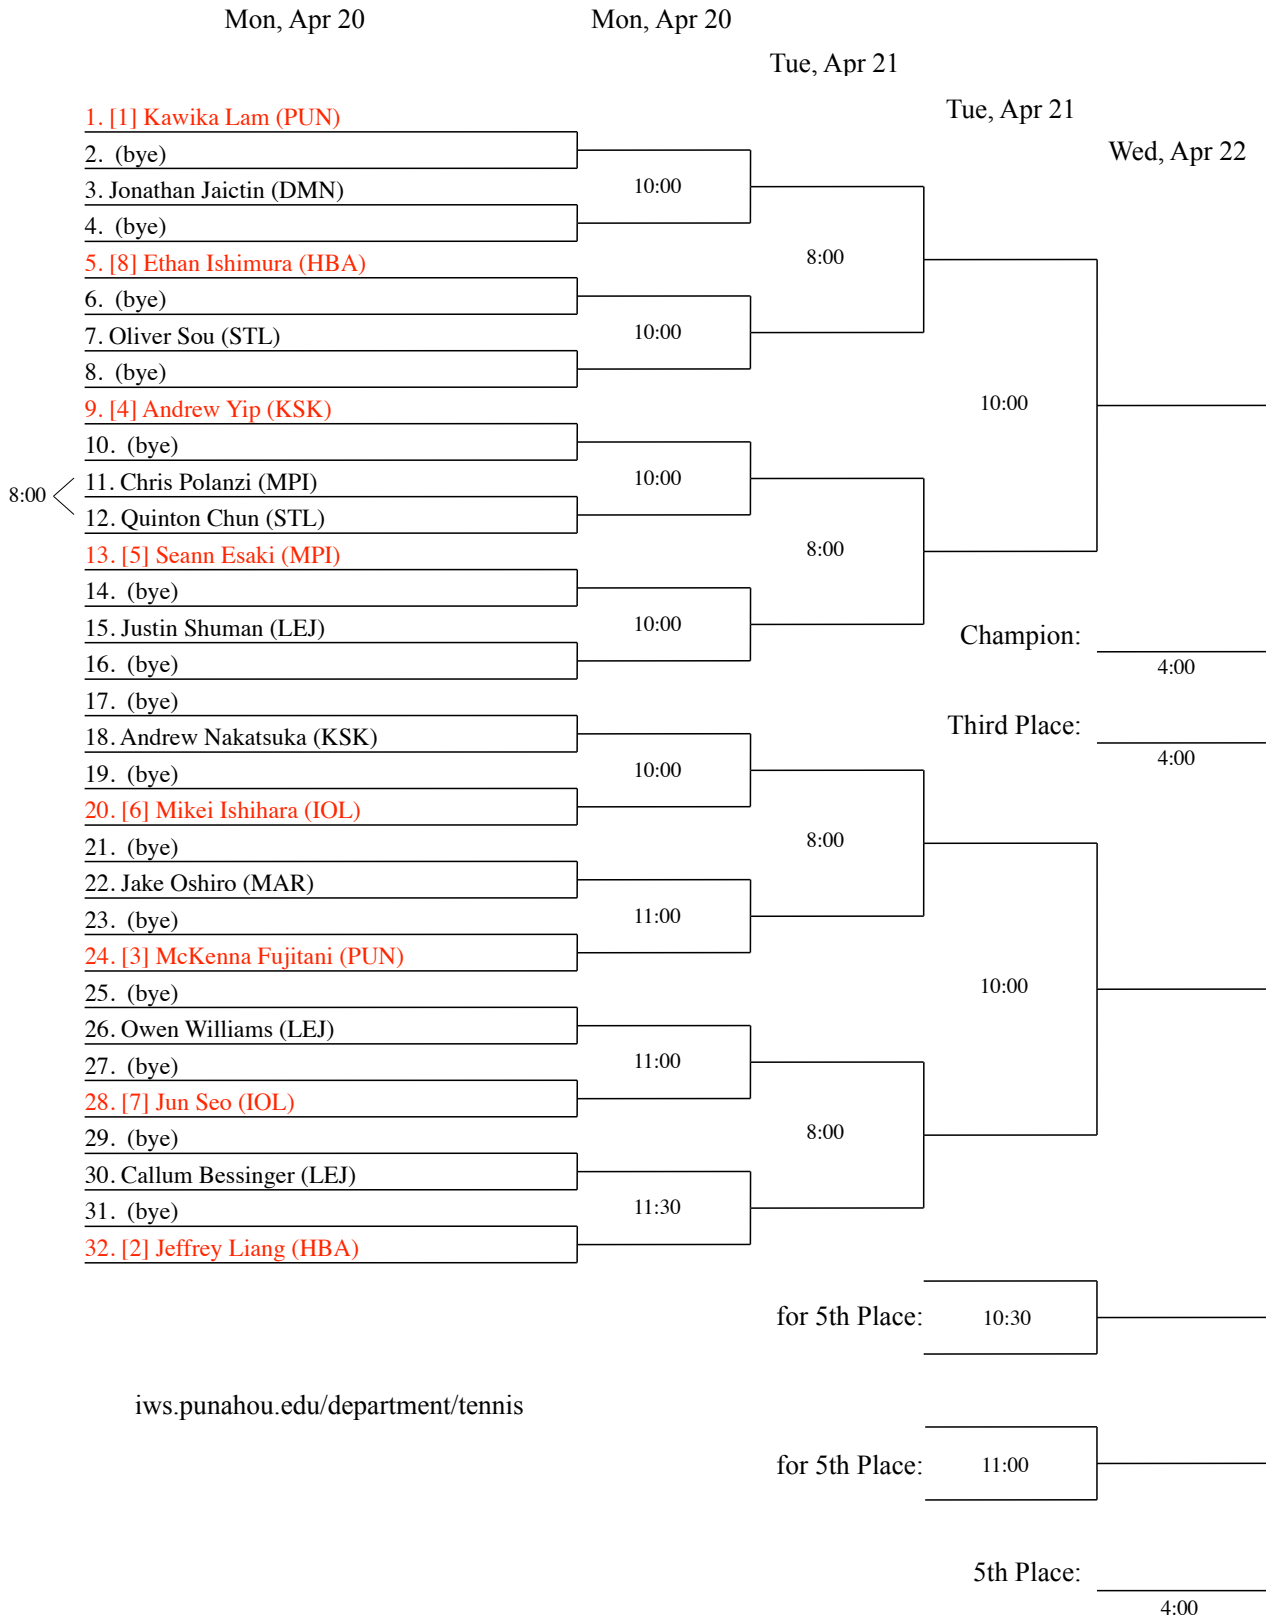 Mon, Apr 20
Mon, Apr 20
Tue, Apr 21
Tue, Apr 21
Wed, Apr 22
1. [1] Kawika Lam (PUN)
2. (bye)
3. Jonathan Jaictin (DMN)
10:00
4. (bye)
8:00
5. [8] Ethan Ishimura (HBA)
6. (bye)
7. Oliver Sou (STL)
10:00
8. (bye)
9. [4] Andrew Yip (KSK)
10:00
10. (bye)
8:00
11. Chris Polanzi (MPI)
10:00
12. Quinton Chun (STL)
8:00
13. [5] Seann Esaki (MPI)
14. (bye)
15. Justin Shuman (LEJ)
10:00
16. (bye)
Champion:
4:00
17. (bye)
18. Andrew Nakatsuka (KSK)
Third Place:
4:00
19. (bye)
10:00
20. [6] Mikei Ishihara (IOL)
8:00
21. (bye)
22. Jake Oshiro (MAR)
23. (bye)
11:00
24. [3] McKenna Fujitani (PUN)
10:00
25. (bye)
26. Owen Williams (LEJ)
27. (bye)
11:00
28. [7] Jun Seo (IOL)
8:00
29. (bye)
30. Callum Bessinger (LEJ)
31. (bye)
11:30
32. [2] Jeffrey Liang (HBA)
for 5th Place:
10:30
iws.punahou.edu/department/tennis
for 5th Place:
11:00
5th Place:
4:00